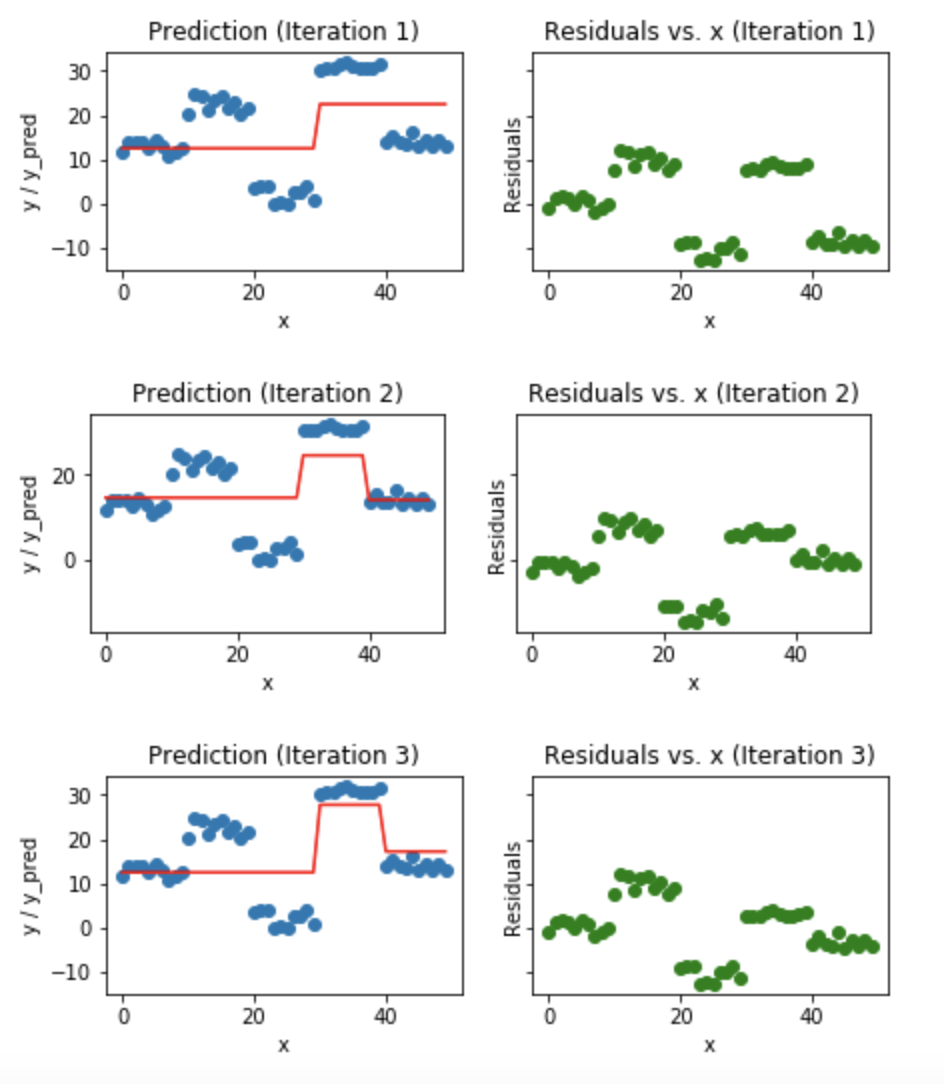 Prediction (Iteration 1)
30
20
10
0
−10
y / y_pred
0 20 40
x
Residuals vs. x (Iteration 1)
Residuals
0 20 40
x
Prediction (Iteration 2)
20
0
y / y_pred
0 20 40
x
Residuals vs. x (Iteration 2)
Residuals
0 20 40
x
Prediction (Iteration 3)
30
20
10
0
−10
y / y_pred
0 20 40
x
Residuals vs. x (Iteration 3)
Residuals
0 20 40
x